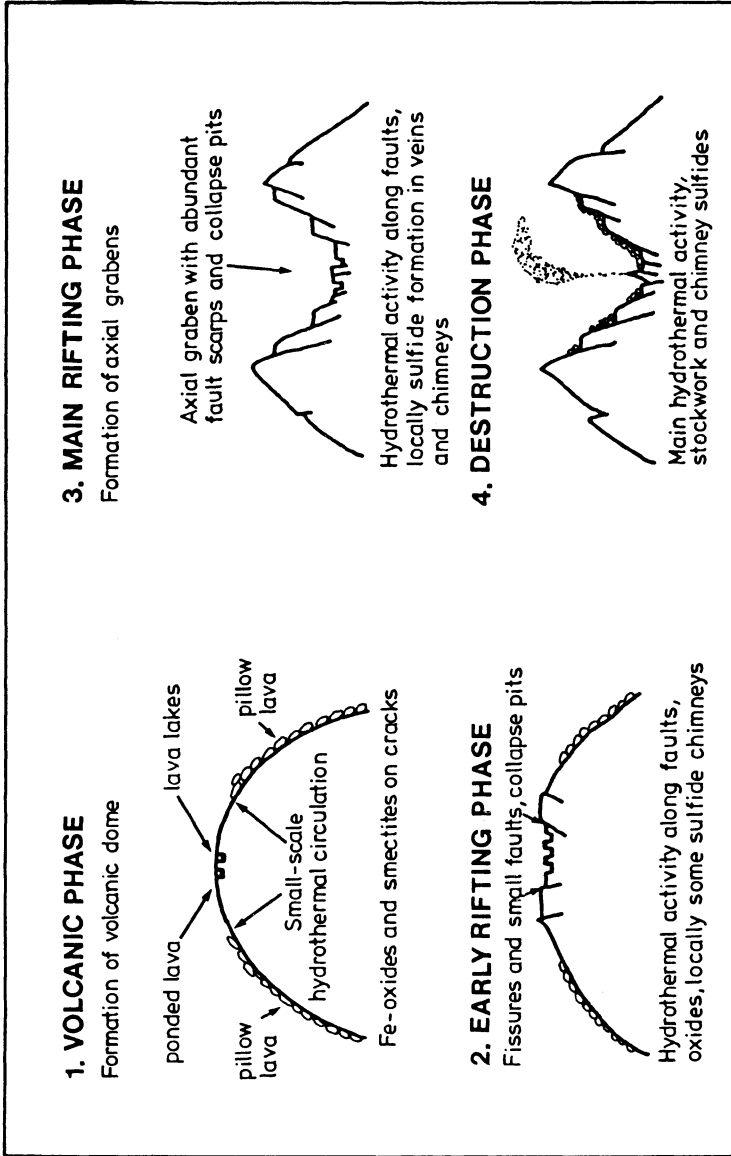 1. VOLCANIC PHASE
Formation of volcanic dome
ponded lava
lava lakes
pillow
lava
pillow
lava
Small-scale
hydrothermal circulation
Fe-oxides and smectites on cracks
2. EARLY RIFTING PHASE
Fissures and small faults, collapse pits
Hydrothermal activity along faults,
oxides, locally some sulfide chimneys
3. MAIN RIFTING PHASE
Formation of axial grabens
Axial graben with abundant
fault scarps and collapse pits
Hydrothermal activity along faults,
locally sulfide formation in veins
and chimneys
4. DESTRUCTION PHASE
Main hydrothermal activity,
stockwork and chimney sulfides